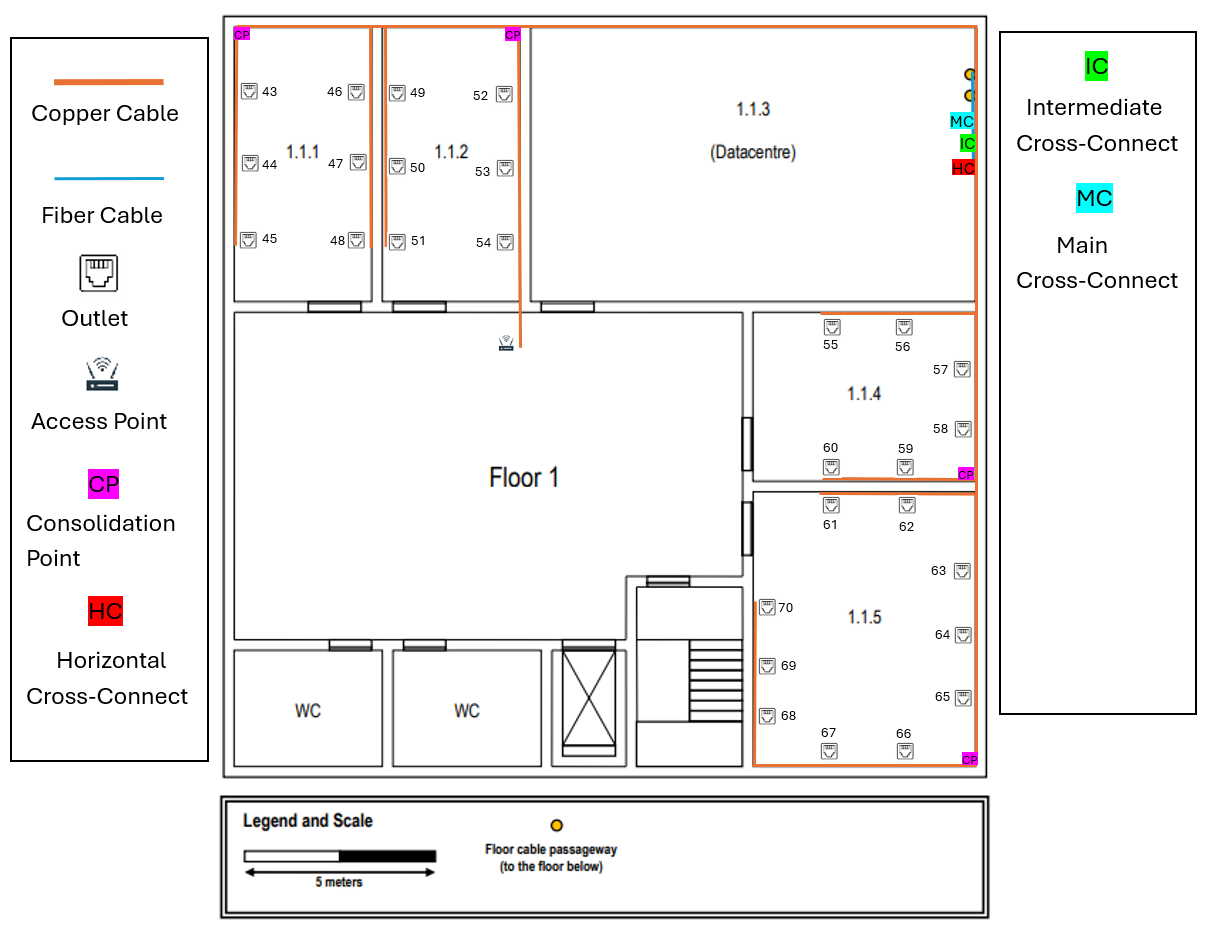 Copper Cable
Fiber Cable
Outlet
Access Point
CP
Consolidation
Point
HC
Horizontal
Cross-Connect
CP
CP
43
46
49
52
44
1.1.1
47
50
1.1.2
53
45
48
51
54
1.1.3
(Datacentre)
MC
IC
HC
55
56
57
1.1.4
58
60
59
CP
Floor 1
61
62
63
70
1.1.5
64
69
65
68
67
66
CP
WC
WC
IC
Intermediate
Cross-Connect
MC
Main
Cross-Connect
Legend and Scale
5 meters
Floor cable passageway
(to the floor below)